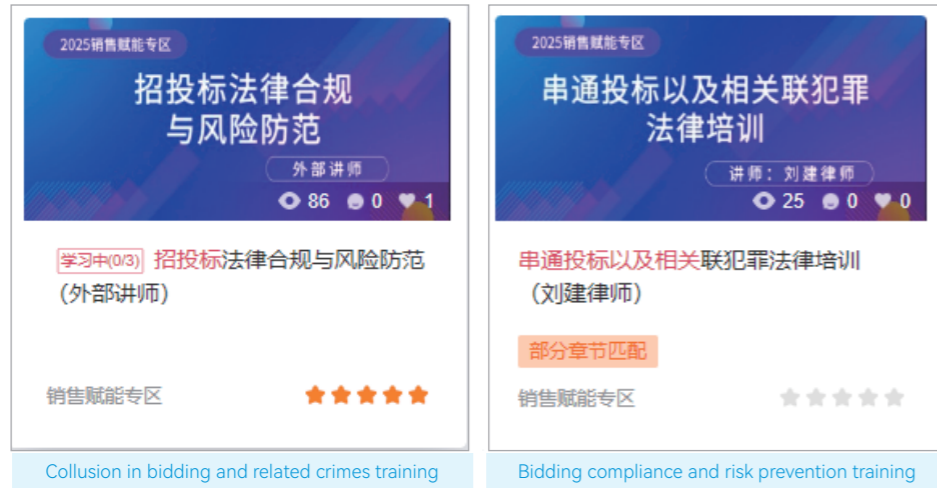 2025销售赋能专区
招投标法律合规
与风险防范
外部讲师
86 0 1
学习中(0/3) 招投标法律合规与风险防范
（外部讲师）
销售赋能专区
Collusion in bidding and related crimes training
2025销售赋能专区
串通投标以及相关联犯罪
法律培训
讲师：刘建律师
25 0 0
串通投标以及相关联犯罪法律培训
（刘建律师）
部分章节匹配
销售赋能专区
Bidding compliance and risk prevention training